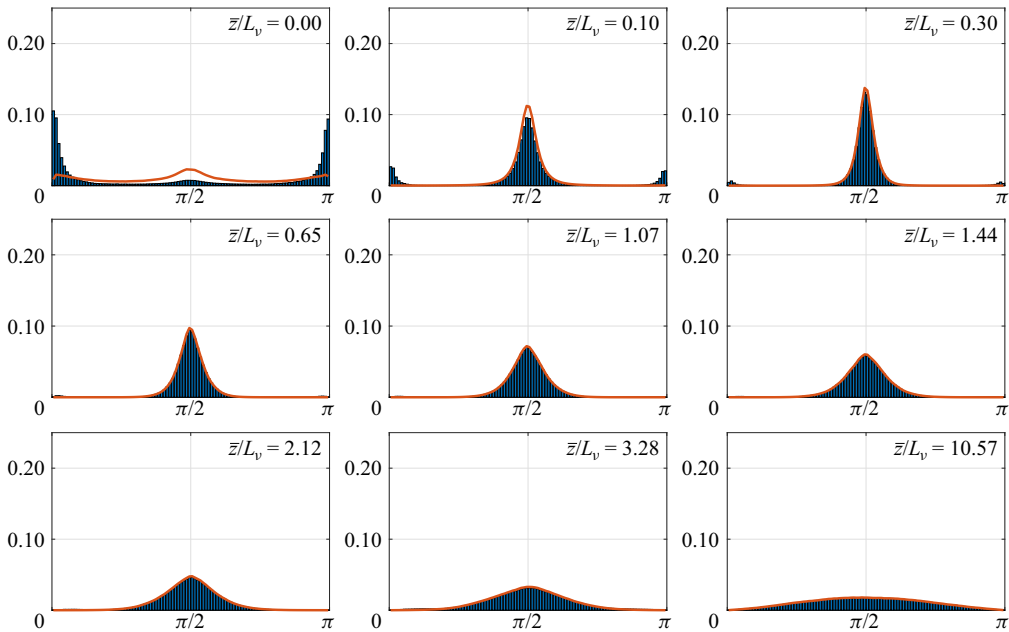 0.20 z̅/L_ν = 0.00
0.10
0 π/2 π
z̅/L_ν = 0.10
0.20
0.10
0 π/2 π
z̅/L_ν = 0.30
0.20
0.10
0 π/2 π
z̅/L_ν = 0.65
0.20
0.10
0 π/2 π
z̅/L_ν = 1.07
0.20
0.10
0 π/2 π
z̅/L_ν = 1.44
0.20
0.10
0 π/2 π
z̅/L_ν = 2.12
0.20
0.10
0 π/2 π
z̅/L_ν = 3.28
0.20
0.10
0 π/2 π
z̅/L_ν = 10.57
0.20
0.10
0 π/2 π